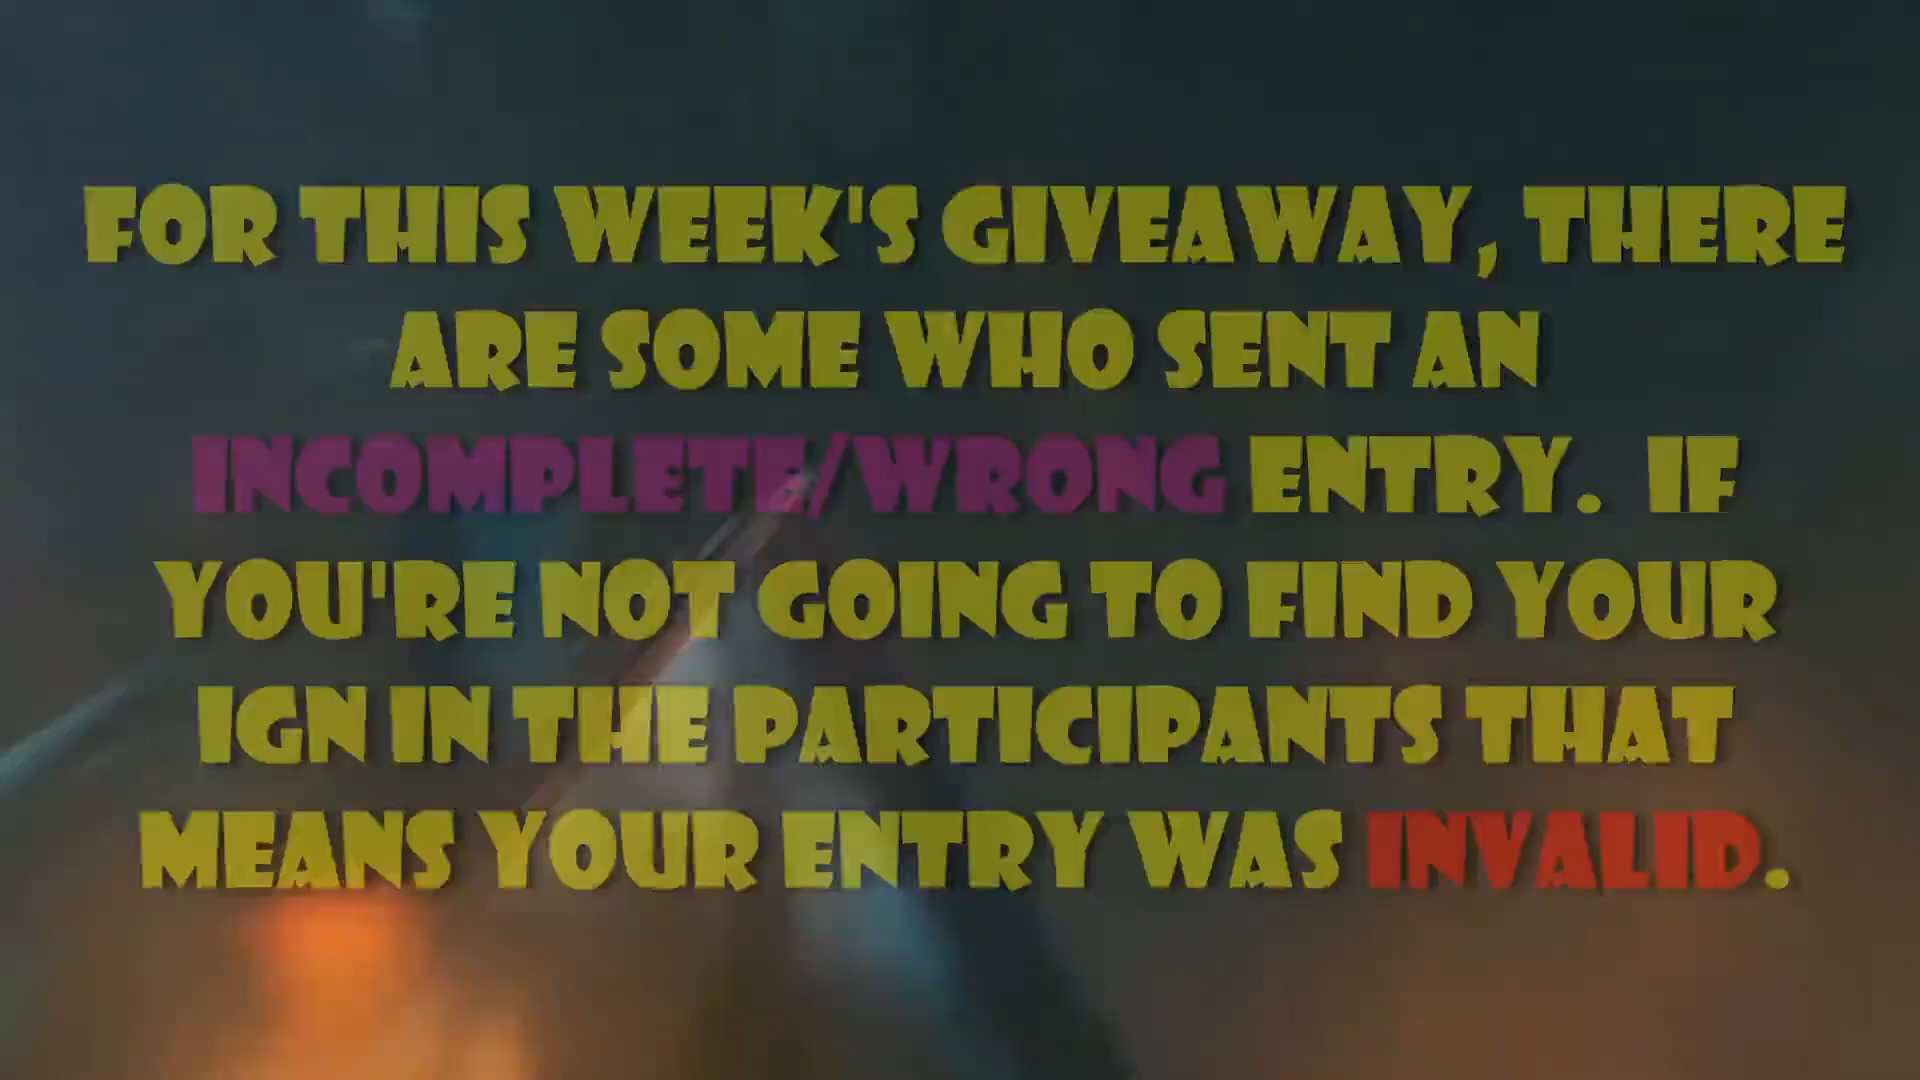 FOR THIS WEEK'S GIVEAWAY, THERE
ARE SOME WHO SENT AN
INCOMPLETE/WRONG ENTRY. IF
YOU'RE NOT GOING TO FIND YOUR
IGN IN THE PARTICIPANTS THAT
MEANS YOUR ENTRY WAS INVALID.